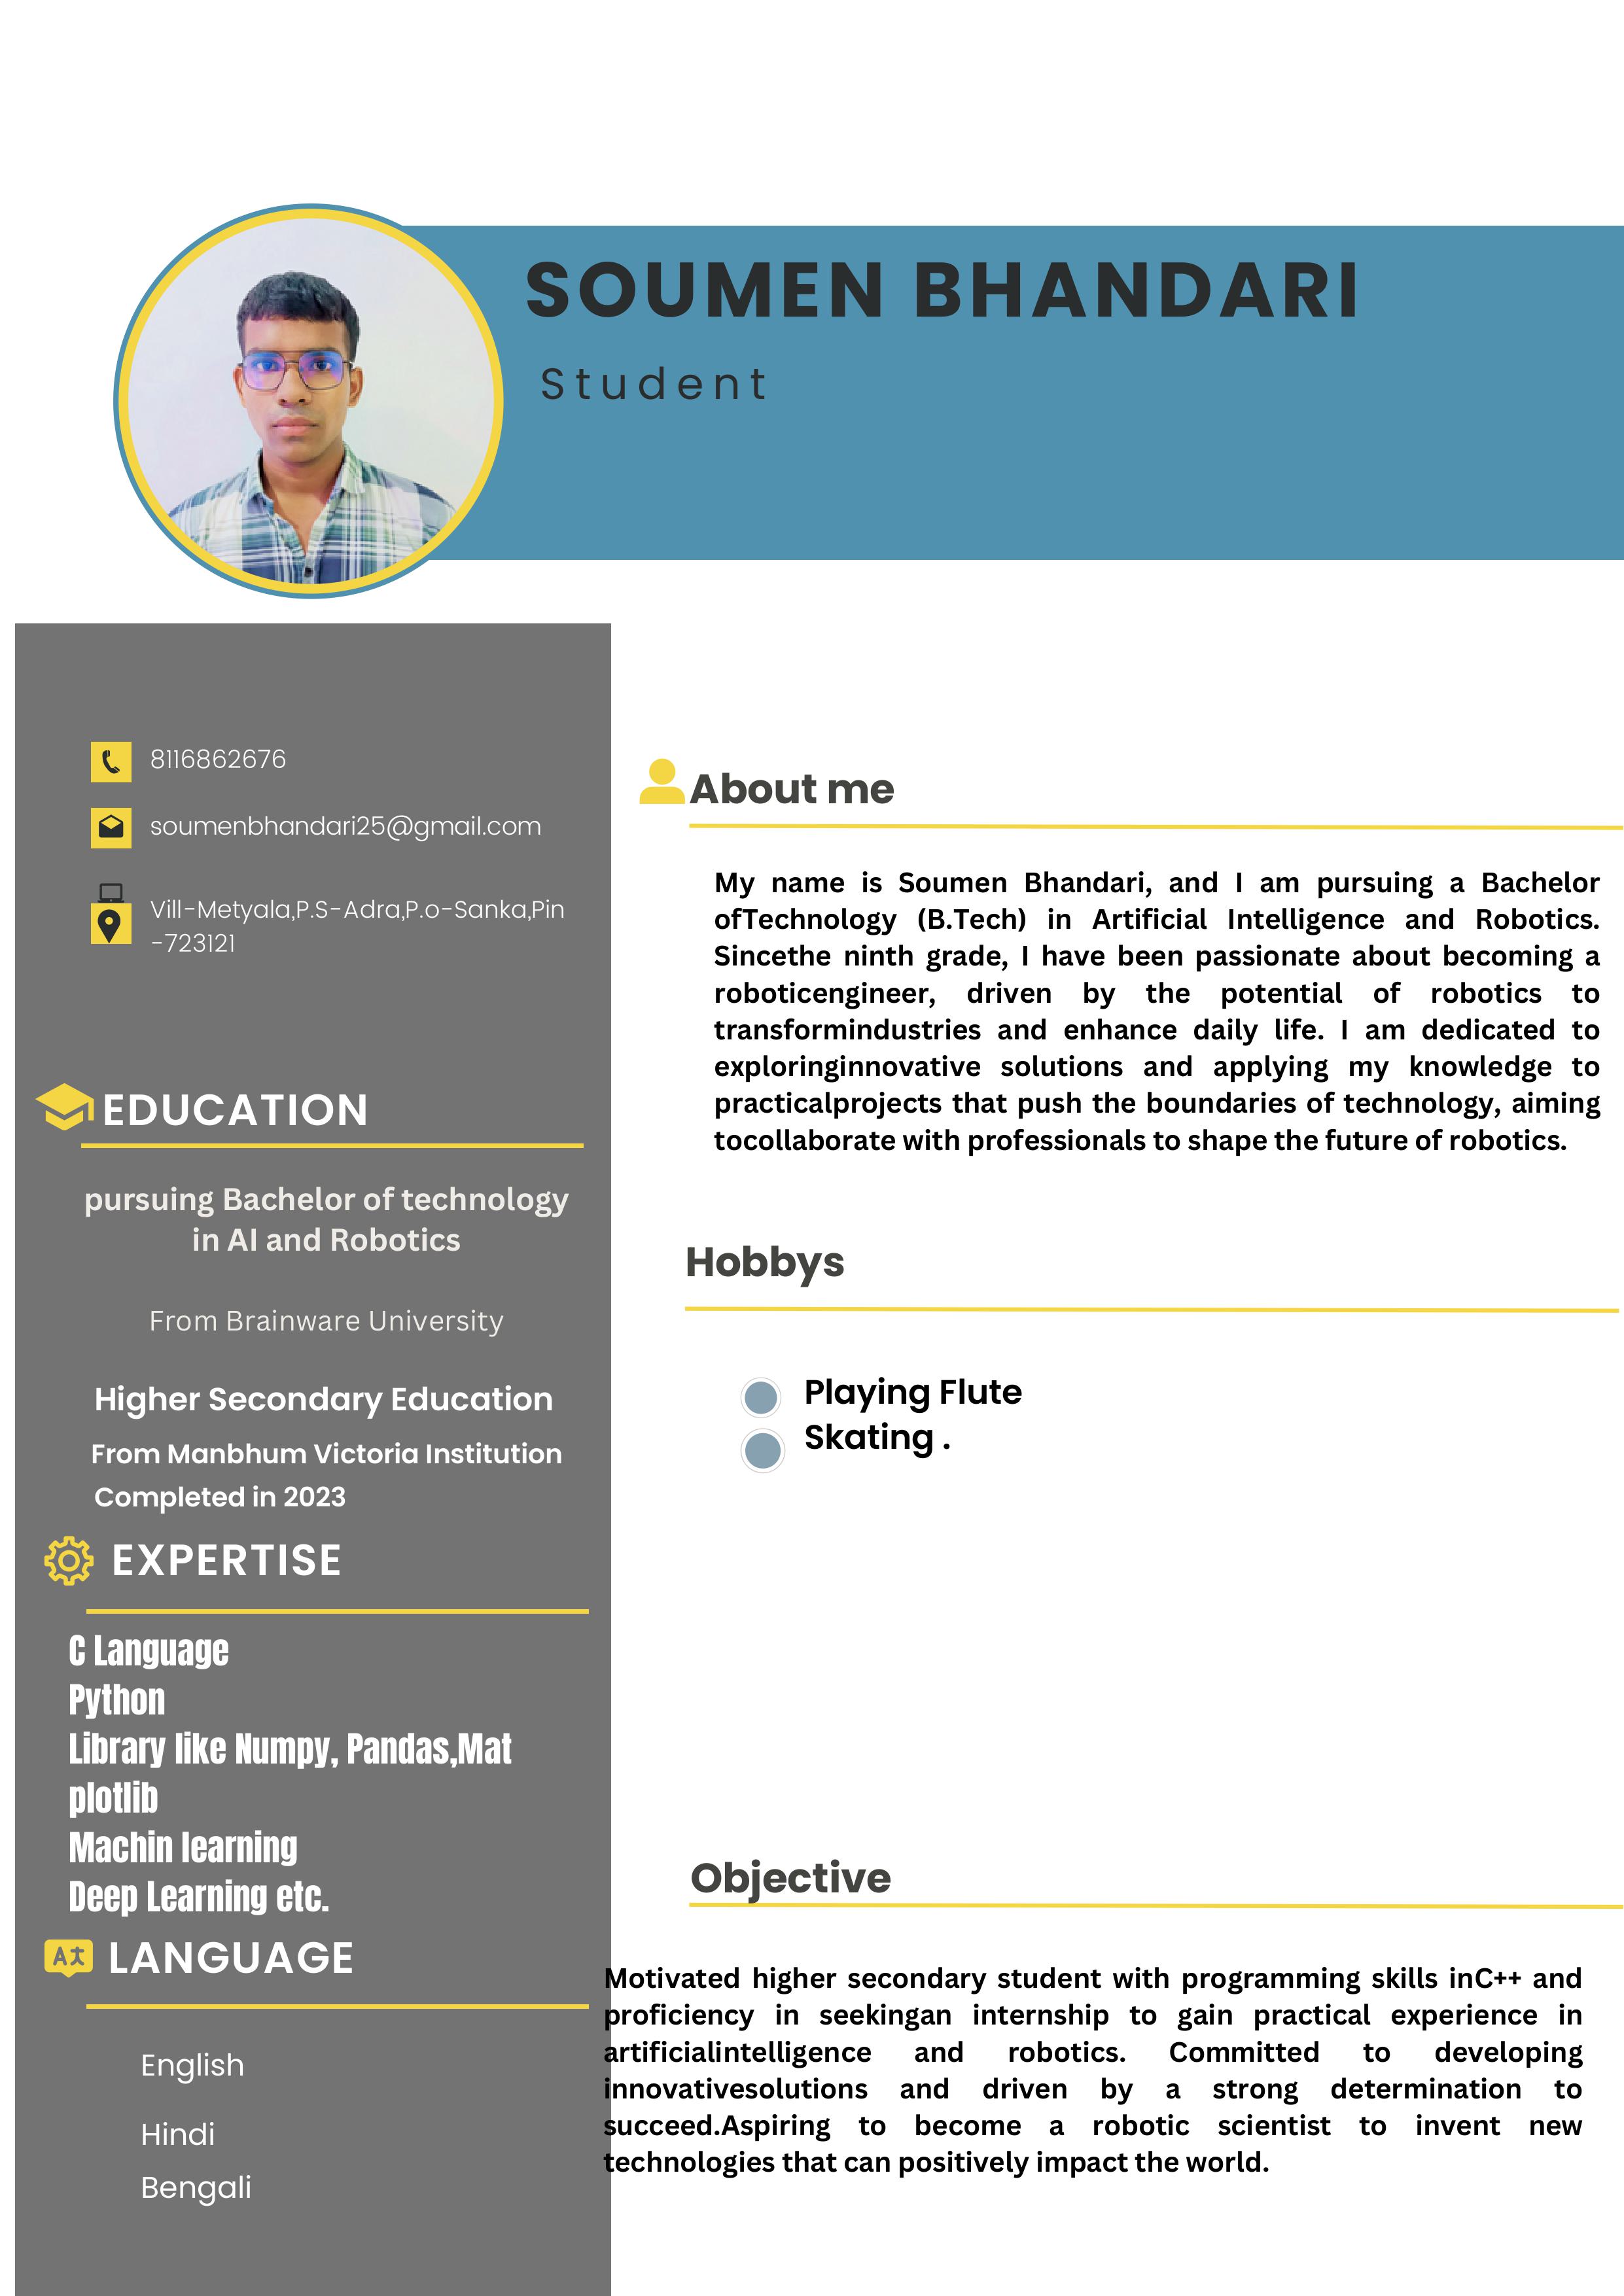 SOUMEN BHANDARI
Student
8116862676
soumenbhandari25@gmail.com
Vill-Metyala,P.S-Adra,P.o-Sanka,Pin
-723121
EDUCATION
pursuing Bachelor of technology
in AI and Robotics
From Brainware University
Higher Secondary Education
From Manbhum Victoria Institution
Completed in 2023
EXPERTISE
C Language
Python
Library like Numpy, Pandas,Mat
plotlib
Machin learning
Deep Learning etc.
LANGUAGE
English
Hindi
Bengali
About me
My name is Soumen Bhandari, and I am pursuing a Bachelor
ofTechnology (B.Tech) in Artificial Intelligence and Robotics.
Sincethe ninth grade, I have been passionate about becoming a
roboticengineer, driven by the potential of robotics to
transformindustries and enhance daily life. I am dedicated to
exploringinnovative solutions and applying my knowledge to
practicalprojects that push the boundaries of technology, aiming
tocollaborate with professionals to shape the future of robotics.
Hobbys
Playing Flute
Skating .
Objective
Motivated higher secondary student with programming skills inC++ and
proficiency in seekingan internship to gain practical experience in
artificialintelligence and robotics. Committed to developing
innovativesolutions and driven by a strong determination to
succeed.Aspiring to become a robotic scientist to invent new
technologies that can positively impact the world.